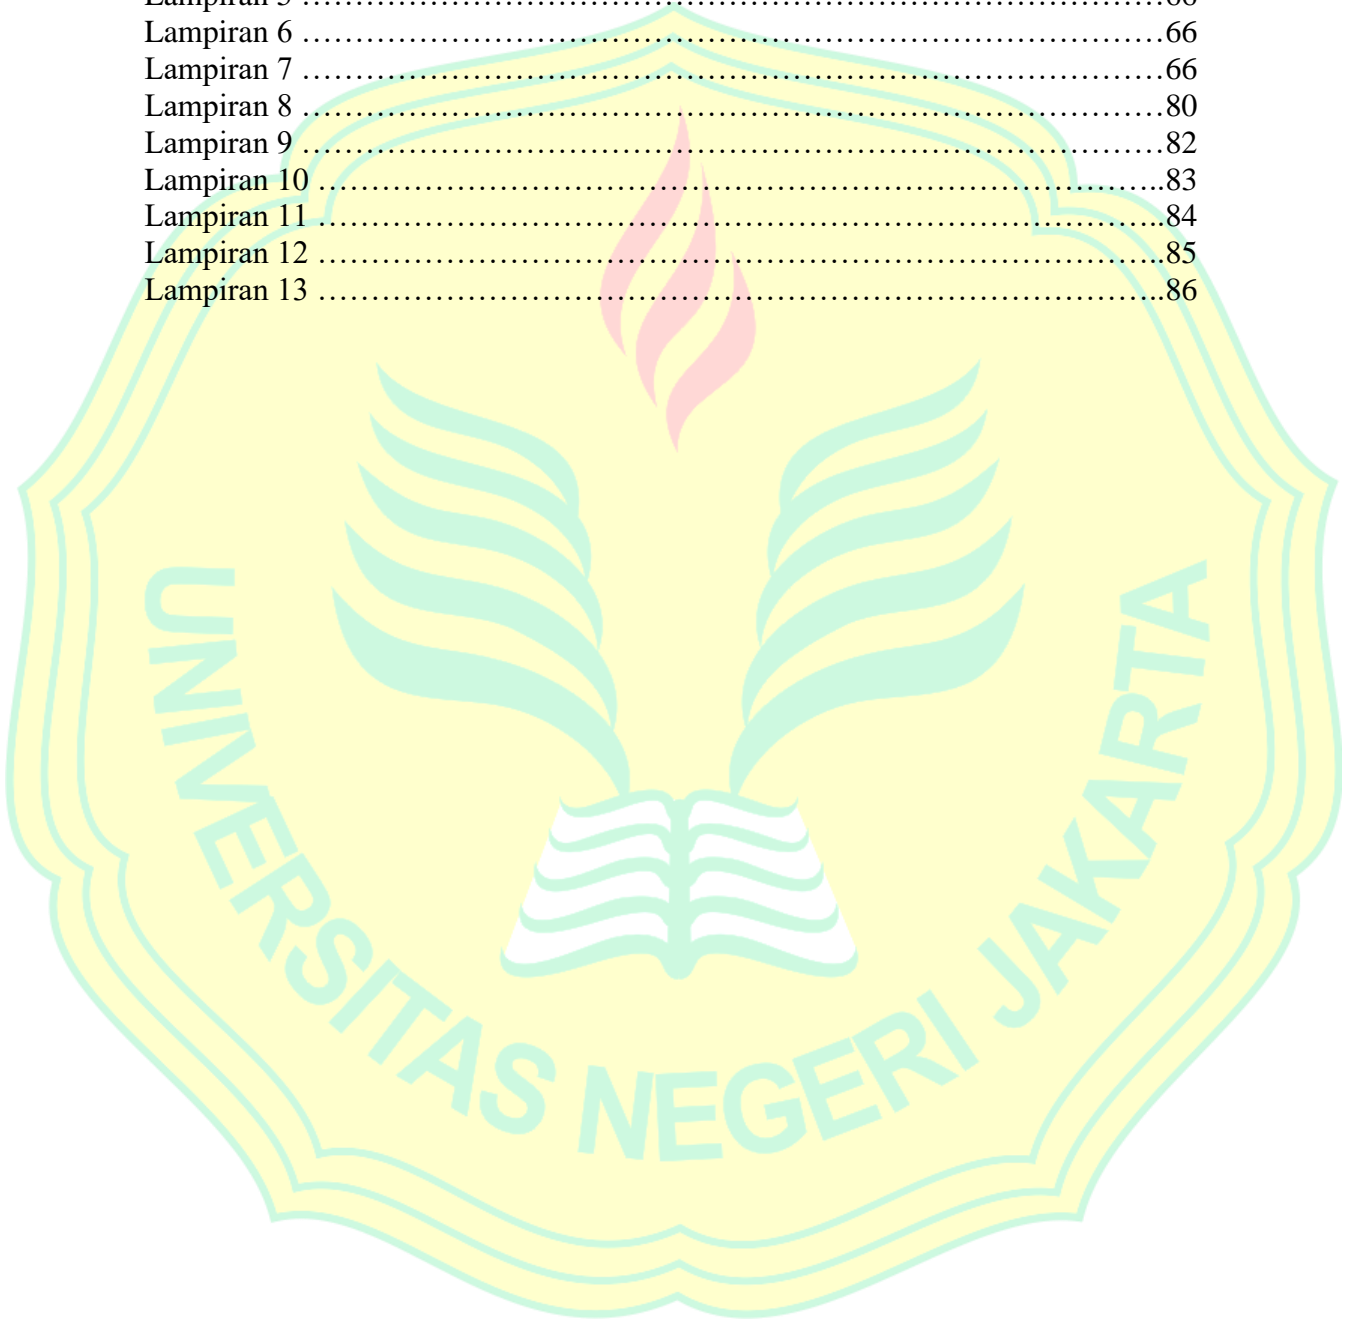 Lampiran 6 ……………………………………………………………………………………66
Lampiran 7 ……………………………………………………………………………………66
Lampiran 8 ……………………………………………………………………………………80
Lampiran 9 ……………………………………………………………………………………82
Lampiran 10 …………………………………………………………………………………..83
Lampiran 11 …………………………………………………………………………………..84
Lampiran 12 …………………………………………………………………………………..85
Lampiran 13 …………………………………………………………………………………..86
UNIVERSITAS NEGERI JAKARTA